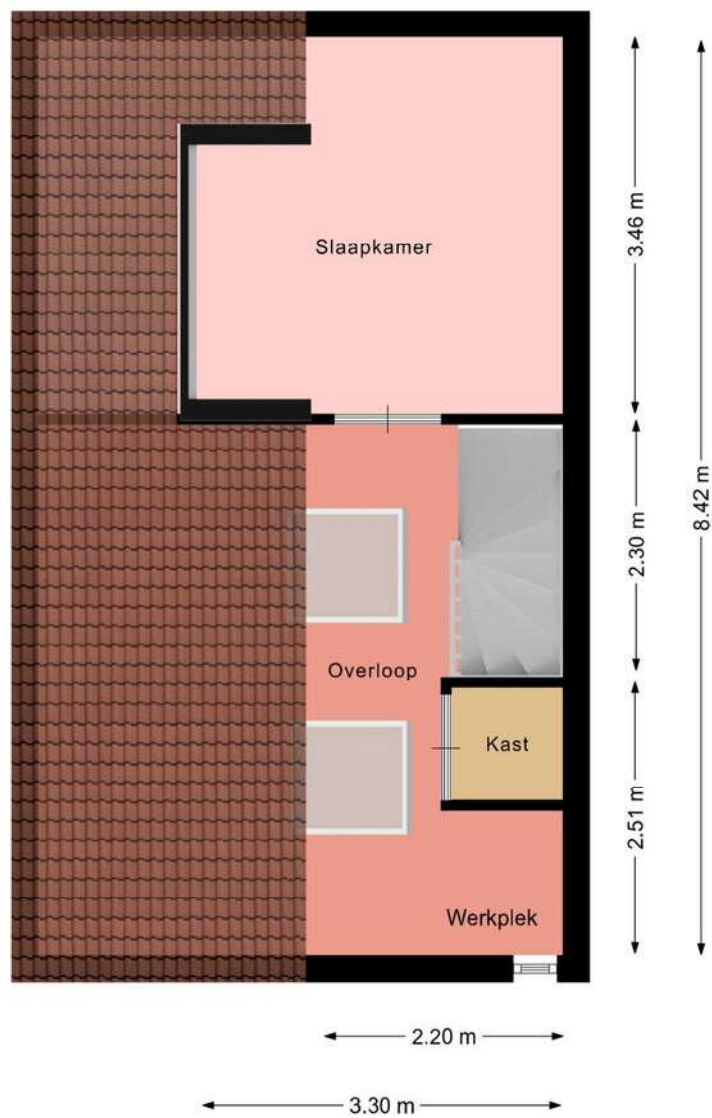 Slaapkamer
3.46 m
8.42 m
2.30 m
Overloop
Kast
2.51 m
Werkplek
2.20 m
3.30 m